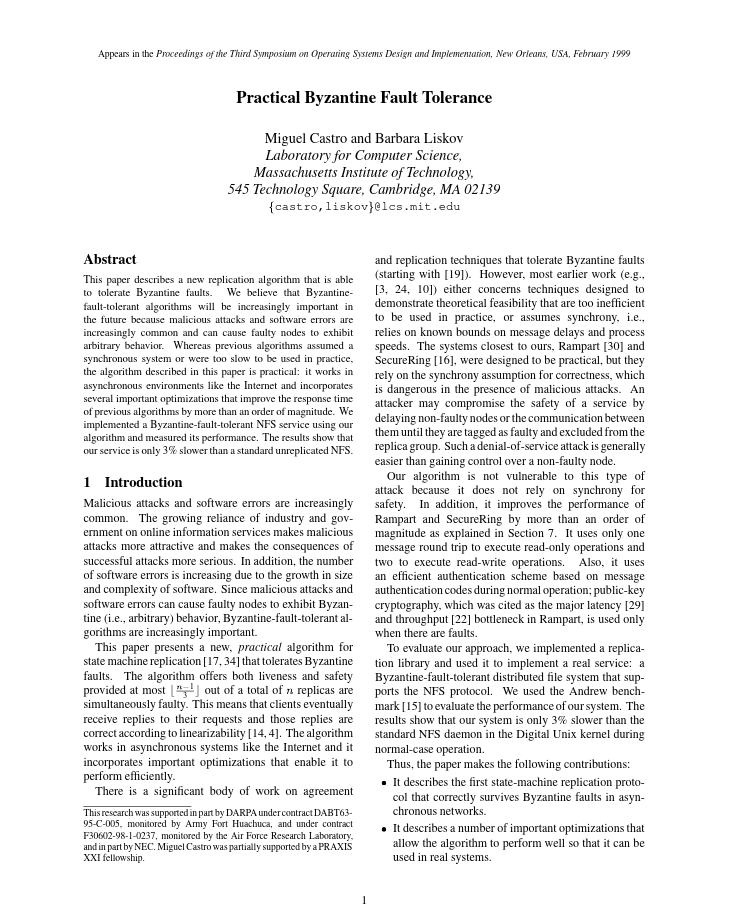 Appears in the Proceedings of the Third Symposium on Operating Systems Design and Implementation, New Orleans, USA, February 1999
Practical Byzantine Fault Tolerance
Miguel Castro and Barbara Liskov
Laboratory for Computer Science,
Massachusetts Institute of Technology,
545 Technology Square, Cambridge, MA 02139
{castro,liskov}@lcs.mit.edu
Abstract
This paper describes a new replication algorithm that is able
to tolerate Byzantine faults. We believe that Byzantine-
fault-tolerant algorithms will be increasingly important in
the future because malicious attacks and software errors are
increasingly common and can cause faulty nodes to exhibit
arbitrary behavior. Whereas previous algorithms assumed a
synchronous system or were too slow to be used in practice,
the algorithm described in this paper is practical: it works in
asynchronous environments like the Internet and incorporates
several important optimizations that improve the response time
of previous algorithms by more than an order of magnitude. We
implemented a Byzantine-fault-tolerant NFS service using our
algorithm and measured its performance. The results show that
our service is only 3% slower than a standard unreplicated NFS.
1 Introduction
Malicious attacks and software errors are increasingly
common. The growing reliance of industry and gov-
ernment on online information services makes malicious
attacks more attractive and makes the consequences of
successful attacks more serious. In addition, the number
of software errors is increasing due to the growth in size
and complexity of software. Since malicious attacks and
software errors can cause faulty nodes to exhibit Byzan-
tine (i.e., arbitrary) behavior, Byzantine-fault-tolerant al-
gorithms are increasingly important.
This paper presents a new, practical algorithm for
state machine replication [17, 34] that tolerates Byzantine
faults. The algorithm offers both liveness and safety
provided at most ⌊(n−1)/3⌋ out of a total of n replicas are
simultaneously faulty. This means that clients eventually
receive replies to their requests and those replies are
correct according to linearizability [14, 4]. The algorithm
works in asynchronous systems like the Internet and it
incorporates important optimizations that enable it to
perform efficiently.
There is a significant body of work on agreement
This research was supported in part by DARPA under contract DABT63-
95-C-005, monitored by Army Fort Huachuca, and under contract
F30602-98-1-0237, monitored by the Air Force Research Laboratory,
and in part by NEC. Miguel Castro was partially supported by a PRAXIS
XXI fellowship.
and replication techniques that tolerate Byzantine faults
(starting with [19]). However, most earlier work (e.g.,
[3, 24, 10]) either concerns techniques designed to
demonstrate theoretical feasibility that are too inefficient
to be used in practice, or assumes synchrony, i.e.,
relies on known bounds on message delays and process
speeds. The systems closest to ours, Rampart [30] and
SecureRing [16], were designed to be practical, but they
rely on the synchrony assumption for correctness, which
is dangerous in the presence of malicious attacks. An
attacker may compromise the safety of a service by
delaying non-faulty nodes or the communication between
them until they are tagged as faulty and excluded from the
replica group. Such a denial-of-service attack is generally
easier than gaining control over a non-faulty node.
Our algorithm is not vulnerable to this type of
attack because it does not rely on synchrony for
safety. In addition, it improves the performance of
Rampart and SecureRing by more than an order of
magnitude as explained in Section 7. It uses only one
message round trip to execute read-only operations and
two to execute read-write operations. Also, it uses
an efficient authentication scheme based on message
authentication codes during normal operation; public-key
cryptography, which was cited as the major latency [29]
and throughput [22] bottleneck in Rampart, is used only
when there are faults.
To evaluate our approach, we implemented a replica-
tion library and used it to implement a real service: a
Byzantine-fault-tolerant distributed file system that sup-
ports the NFS protocol. We used the Andrew bench-
mark [15] to evaluate the performance of our system. The
results show that our system is only 3% slower than the
standard NFS daemon in the Digital Unix kernel during
normal-case operation.
Thus, the paper makes the following contributions:
• It describes the first state-machine replication proto-
col that correctly survives Byzantine faults in asyn-
chronous networks.
• It describes a number of important optimizations that
allow the algorithm to perform well so that it can be
used in real systems.
1